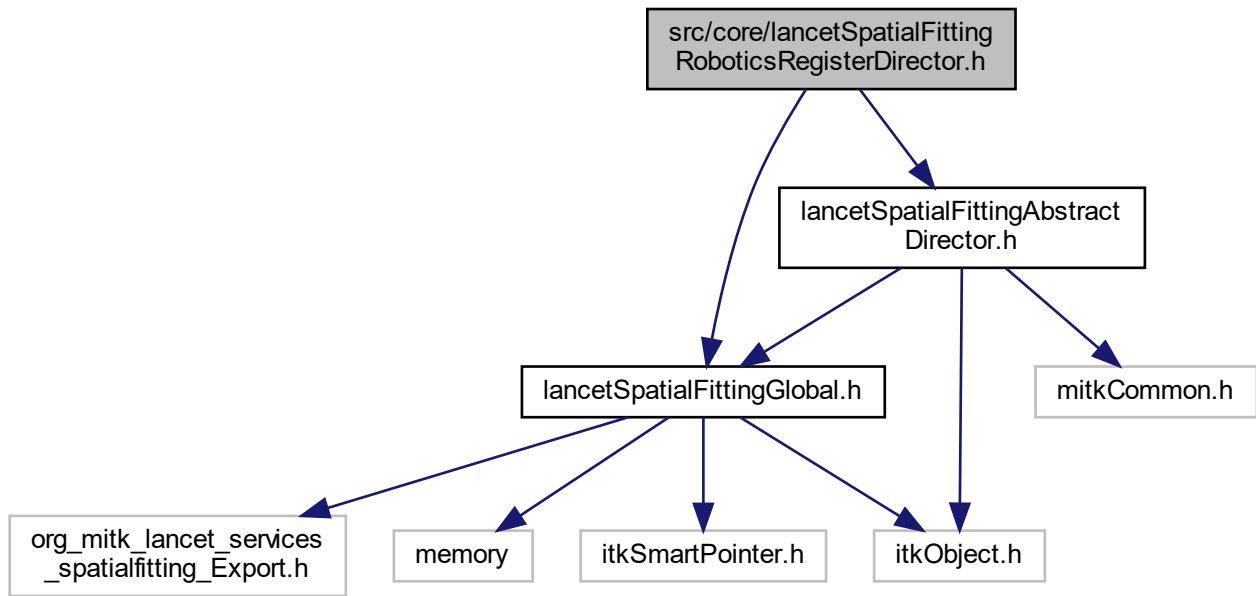 src/core/lancetSpatialFitting
RoboticsRegisterDirector.h
lancetSpatialFittingAbstract
Director.h
lancetSpatialFittingGlobal.h
mitkCommon.h
org_mitk_lancet_services
_spatialfitting_Export.h
memory
itkSmartPointer.h
itkObject.h